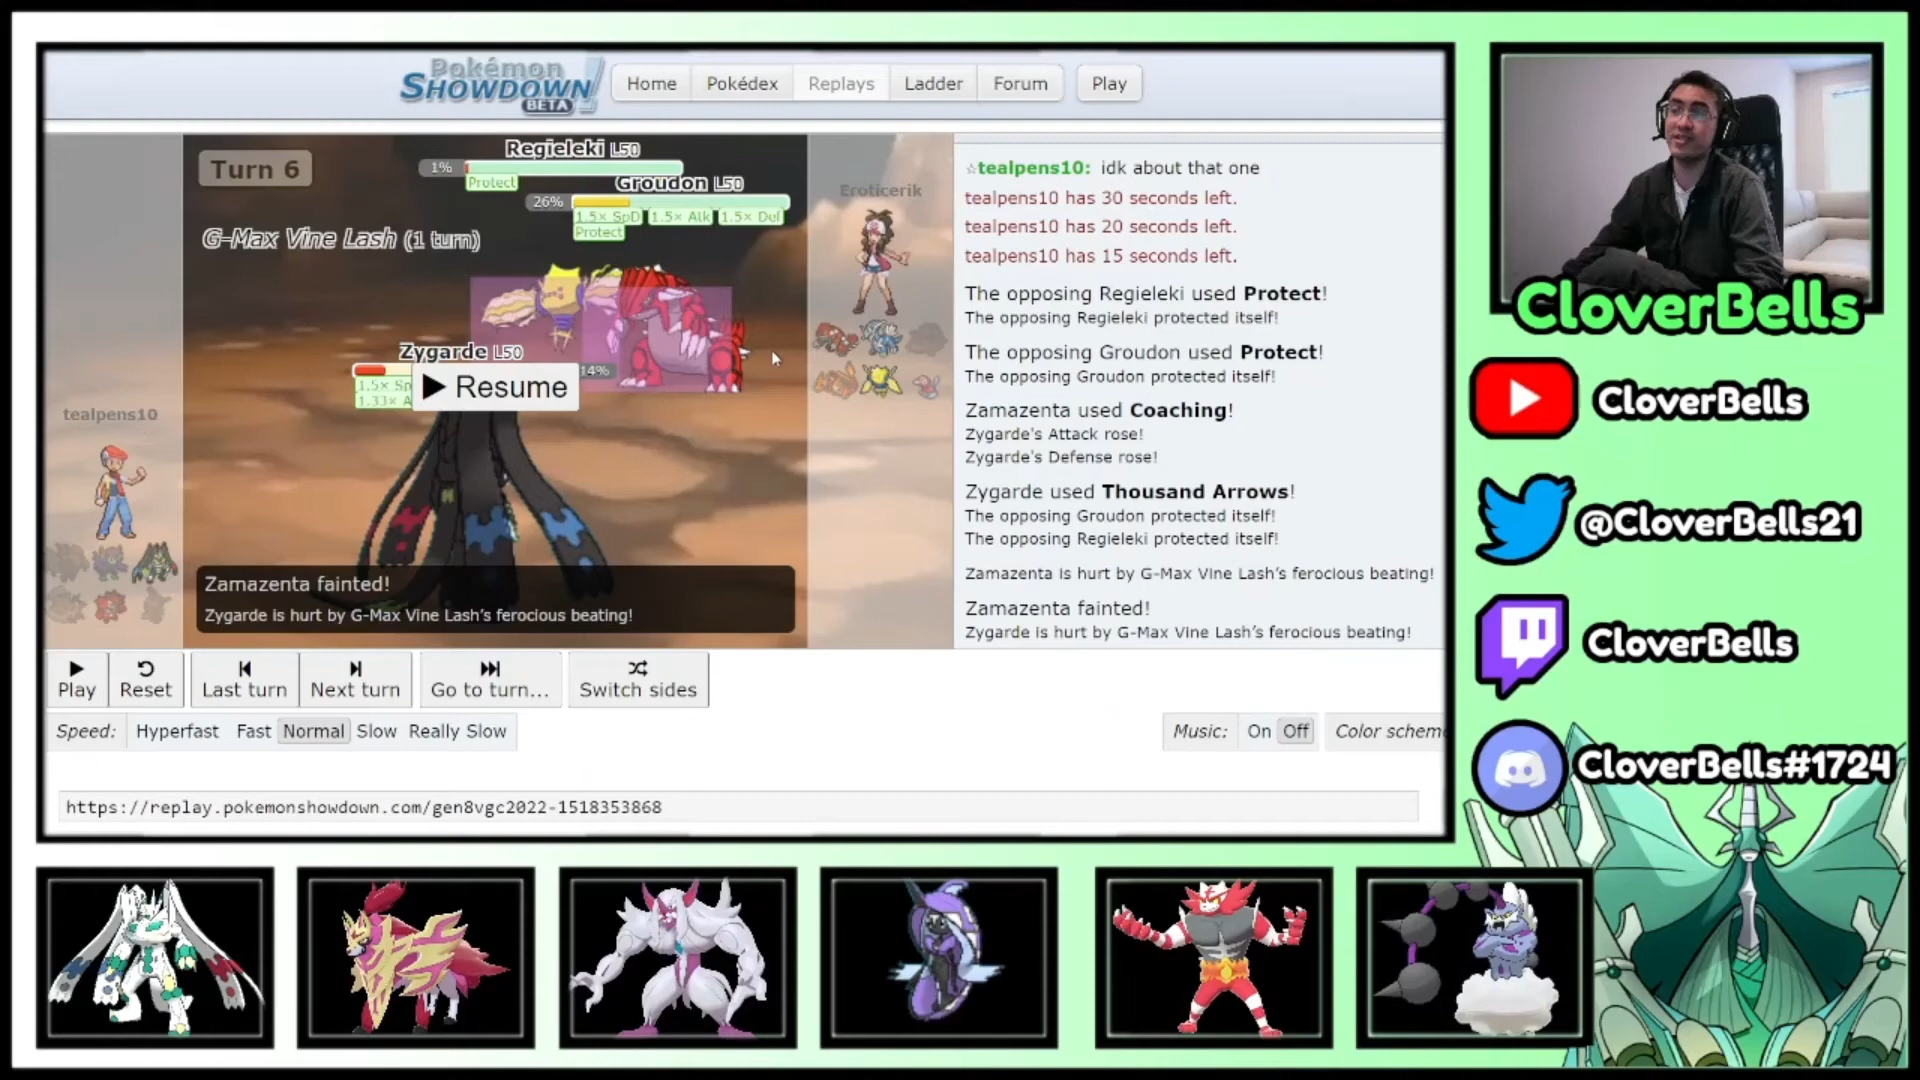 Pokémon
SHOWDOWN!
BETA
Home
Pokédex
Replays
Ladder
Forum
Play
Turn 6
G-Max Vine Lash (1 turn)
Regieleki L50
1%
Protect
Groudon L50
26%
1.5× SpD 1.5× Atk 1.5× Def
Protect
Zygarde L50
14%
1.5× Sp
1.33× A
Resume
tealpens10
Eroticerik
Zamazenta fainted!
Zygarde is hurt by G-Max Vine Lash's ferocious beating!
☆tealpens10: idk about that one
tealpens10 has 30 seconds left.
tealpens10 has 20 seconds left.
tealpens10 has 15 seconds left.
The opposing Regieleki used Protect!
The opposing Regieleki protected itself!
The opposing Groudon used Protect!
The opposing Groudon protected itself!
Zamazenta used Coaching!
Zygarde's Attack rose!
Zygarde's Defense rose!
Zygarde used Thousand Arrows!
The opposing Groudon protected itself!
The opposing Regieleki protected itself!
Zamazenta is hurt by G-Max Vine Lash's ferocious beating!
Zamazenta fainted!
Zygarde is hurt by G-Max Vine Lash's ferocious beating!
Play
Reset
Last turn
Next turn
Go to turn...
Switch sides
Speed: Hyperfast Fast Normal Slow Really Slow
Music: On Off
Color scheme
https://replay.pokemonshowdown.com/gen8vgc2022-1518353868
CloverBells
CloverBells
@CloverBells21
CloverBells
CloverBells#1724